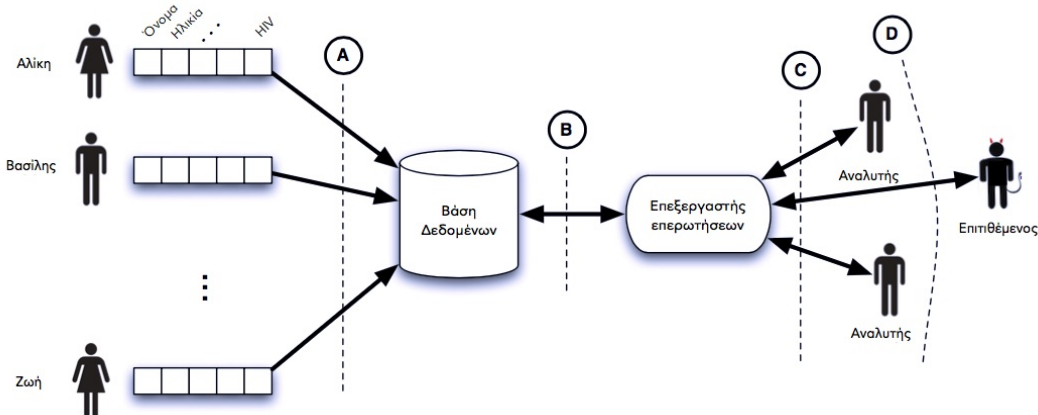 Όνομα
Ηλικία
...
HIV
Αλίκη
A
B
C
D
Βασίλης
Βάση
Δεδομένων
Επεξεργαστής
επερωτήσεων
Αναλυτής
Επιτιθέμενος
Αναλυτής
Ζωή